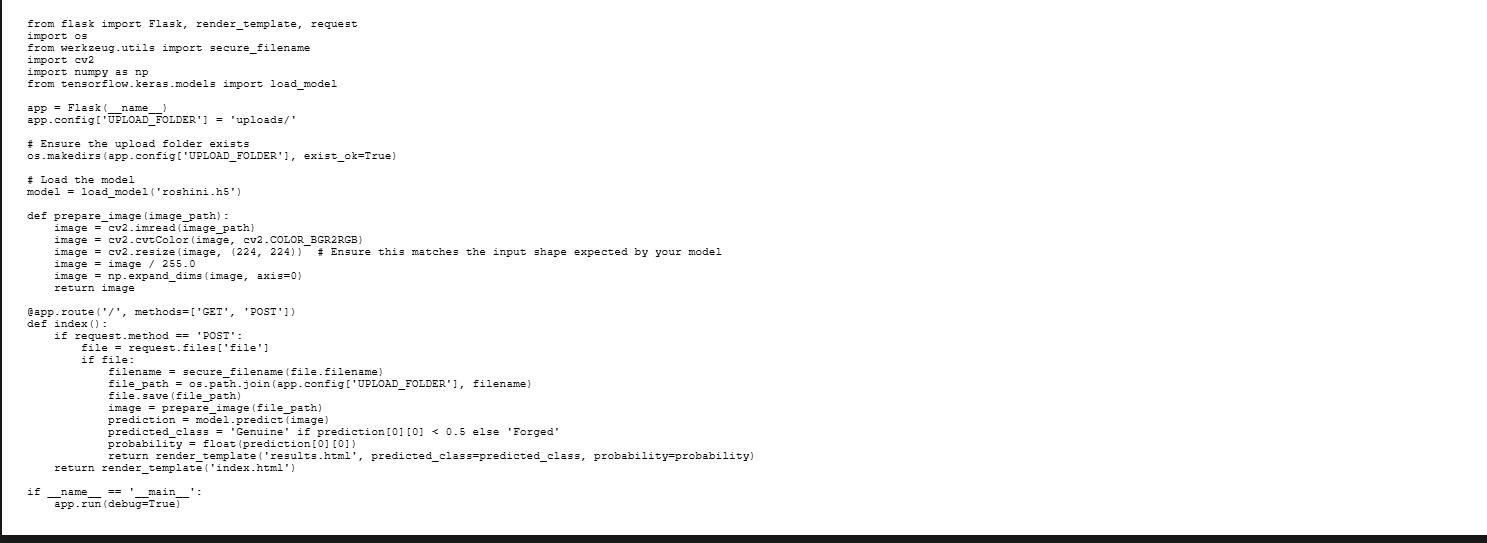 from flask import Flask, render_template, request
import os
from werkzeug.utils import secure_filename
import cv2
import numpy as np
from tensorflow.keras.models import load_model

app = Flask(__name__)
app.config['UPLOAD_FOLDER'] = 'uploads/'

# Ensure the upload folder exists
os.makedirs(app.config['UPLOAD_FOLDER'], exist_ok=True)

# Load the model
model = load_model('roshini.h5')

def prepare_image(image_path):
    image = cv2.imread(image_path)
    image = cv2.cvtColor(image, cv2.COLOR_BGR2RGB)
    image = cv2.resize(image, (224, 224))  # Ensure this matches the input shape expected by your model
    image = image / 255.0
    image = np.expand_dims(image, axis=0)
    return image

@app.route('/', methods=['GET', 'POST'])
def index():
    if request.method == 'POST':
        file = request.files['file']
        if file:
            filename = secure_filename(file.filename)
            file_path = os.path.join(app.config['UPLOAD_FOLDER'], filename)
            file.save(file_path)
            image = prepare_image(file_path)
            prediction = model.predict(image)
            predicted_class = 'Genuine' if prediction[0][0] < 0.5 else 'Forged'
            probability = float(prediction[0][0])
            return render_template('results.html', predicted_class=predicted_class, probability=probability)
    return render_template('index.html')

if __name__ == '__main__':
    app.run(debug=True)